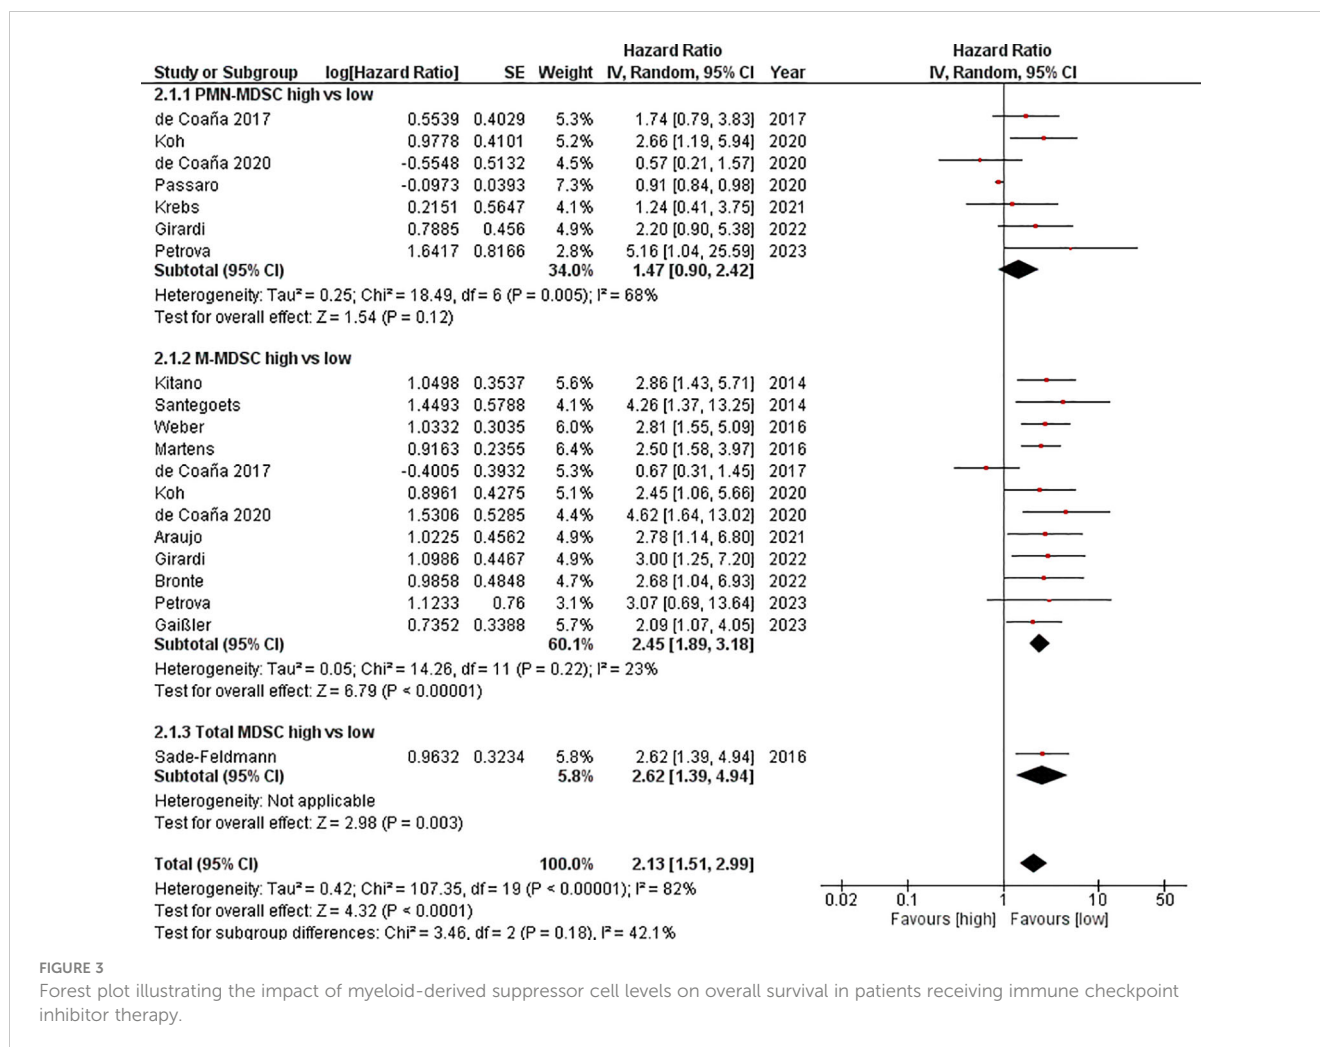 Hazard Ratio Hazard Ratio
Study or Subgroup log[Hazard Ratio] SE Weight IV, Random, 95% CI Year IV, Random, 95% CI
2.1.1 PMN-MDSC high vs low
de Coaña 2017 0.5539 0.4029 5.3% 1.74 [0.79, 3.83] 2017
Koh 0.9778 0.4101 5.2% 2.66 [1.19, 5.94] 2020
de Coaña 2020 -0.5548 0.5132 4.5% 0.57 [0.21, 1.57] 2020
Passaro -0.0973 0.0393 7.3% 0.91 [0.84, 0.98] 2020
Krebs 0.2151 0.5647 4.1% 1.24 [0.41, 3.75] 2021
Girardi 0.7885 0.456 4.9% 2.20 [0.90, 5.38] 2022
Petrova 1.6417 0.8166 2.8% 5.16 [1.04, 25.59] 2023
Subtotal (95% CI) 34.0% 1.47 [0.90, 2.42]
Heterogeneity: Tau² = 0.25; Chi² = 18.49, df = 6 (P = 0.005); I² = 68%
Test for overall effect: Z = 1.54 (P = 0.12)
2.1.2 M-MDSC high vs low
Kitano 1.0498 0.3537 5.6% 2.86 [1.43, 5.71] 2014
Santegoets 1.4493 0.5788 4.1% 4.26 [1.37, 13.25] 2014
Weber 1.0332 0.3035 6.0% 2.81 [1.55, 5.09] 2016
Martens 0.9163 0.2355 6.4% 2.50 [1.58, 3.97] 2016
de Coaña 2017 -0.4005 0.3932 5.3% 0.67 [0.31, 1.45] 2017
Koh 0.8961 0.4275 5.1% 2.45 [1.06, 5.66] 2020
de Coaña 2020 1.5306 0.5285 4.4% 4.62 [1.64, 13.02] 2020
Araujo 1.0225 0.4562 4.9% 2.78 [1.14, 6.80] 2021
Girardi 1.0986 0.4467 4.9% 3.00 [1.25, 7.20] 2022
Bronte 0.9858 0.4848 4.7% 2.68 [1.04, 6.93] 2022
Petrova 1.1233 0.76 3.1% 3.07 [0.69, 13.64] 2023
Gaißler 0.7352 0.3388 5.7% 2.09 [1.07, 4.05] 2023
Subtotal (95% CI) 60.1% 2.45 [1.89, 3.18]
Heterogeneity: Tau² = 0.05; Chi² = 14.26, df = 11 (P = 0.22); I² = 23%
Test for overall effect: Z = 6.79 (P < 0.00001)
2.1.3 Total MDSC high vs low
Sade-Feldmann 0.9632 0.3234 5.8% 2.62 [1.39, 4.94] 2016
Subtotal (95% CI) 5.8% 2.62 [1.39, 4.94]
Heterogeneity: Not applicable
Test for overall effect: Z = 2.98 (P = 0.003)
Total (95% CI) 100.0% 2.13 [1.51, 2.99]
Heterogeneity: Tau² = 0.42; Chi² = 107.35, df = 19 (P < 0.00001); I² = 82%
Test for overall effect: Z = 4.32 (P < 0.0001)
Test for subgroup differences: Chi² = 3.46, df = 2 (P = 0.18), I² = 42.1%
0.02 0.1 1 10 50
Favours [high] Favours [low]
FIGURE 3
Forest plot illustrating the impact of myeloid-derived suppressor cell levels on overall survival in patients receiving immune checkpoint
inhibitor therapy.